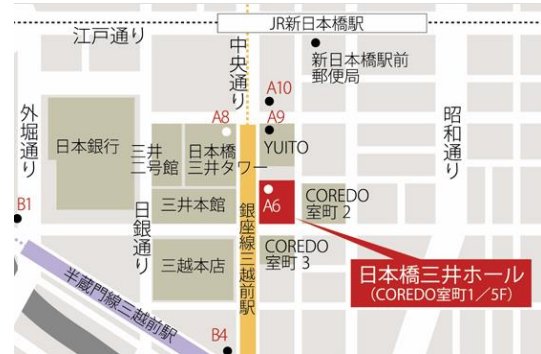 JR新日本橋駅
江戸通り
中央通り
新日本橋駅前
郵便局
A10
外堀通り
A8
A9
昭和通り
日本銀行
三井
二号館
日本橋
三井タワー
YUITO
B1
日銀通り
三井本館
銀座線三越前駅
A6
COREDO
室町 2
三越本店
COREDO
室町 3
日本橋三井ホール
（COREDO室町1／5F）
半蔵門線三越前駅
B4